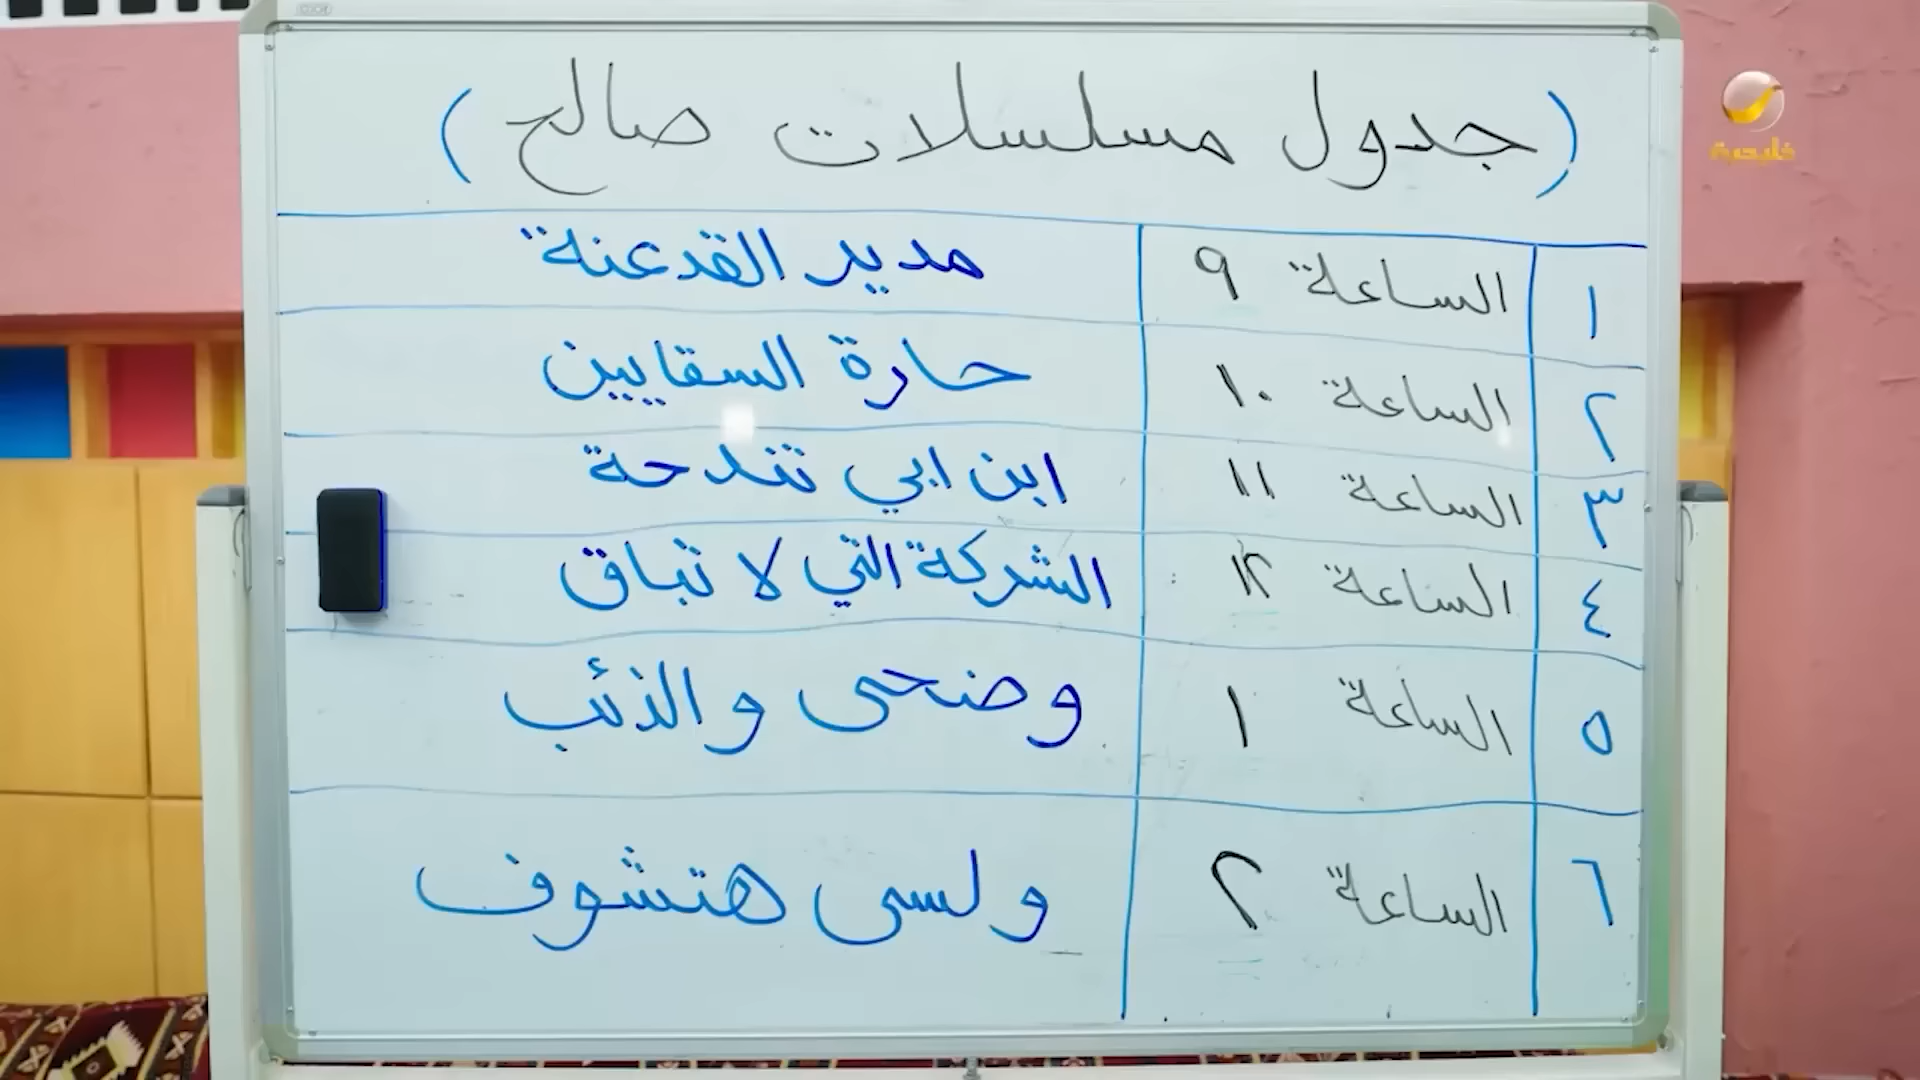 (جدول مسلسلات صالح)
خليجية
١ الساعة ٩ مدير القدعنة
٢ الساعة ١٠ حارة السقايين
٣ الساعة ١١ ابن ابي تندحة
٤ الساعة ١٢ الشركة التي لا تباق
٥ الساعة ١ وضحى والذئب
٦ الساعة ٢ ولسى هتشوف